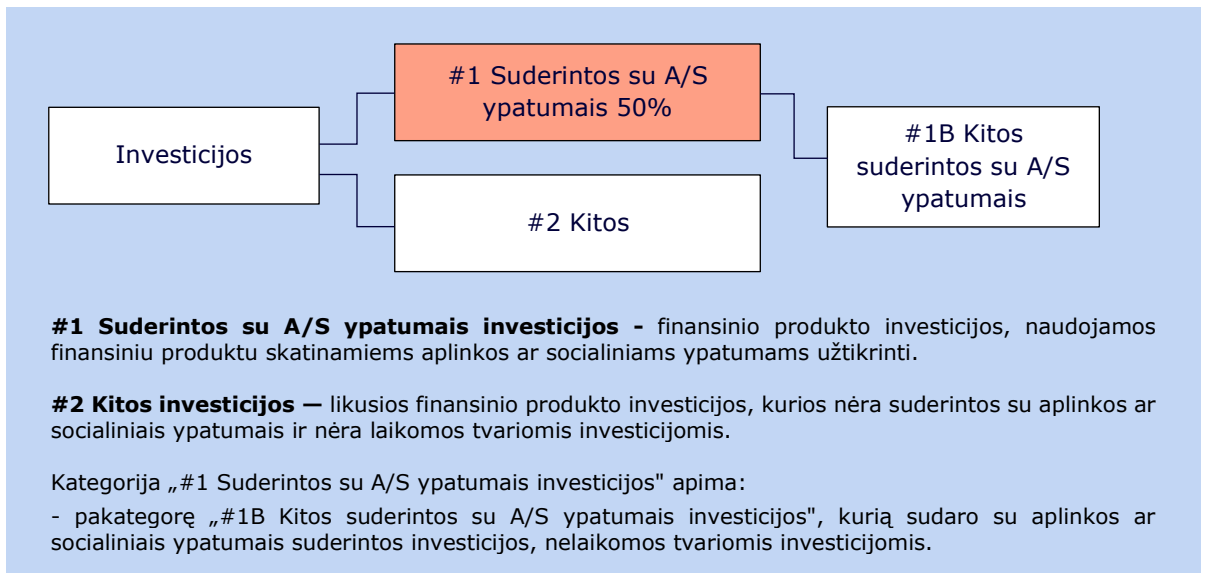 #1 Suderintos su A/S
ypatumais 50%
Investicijos
#1B Kitos
suderintos su A/S
ypatumais
#2 Kitos
#1 Suderintos su A/S ypatumais investicijos - finansinio produkto investicijos, naudojamos
finansiniu produktu skatinamiems aplinkos ar socialiniams ypatumams užtikrinti.
#2 Kitos investicijos — likusios finansinio produkto investicijos, kurios nėra suderintos su aplinkos ar
socialiniais ypatumais ir nėra laikomos tvariomis investicijomis.
Kategorija „#1 Suderintos su A/S ypatumais investicijos" apima:
- pakategorę „#1B Kitos suderintos su A/S ypatumais investicijos", kurią sudaro su aplinkos ar
socialiniais ypatumais suderintos investicijos, nelaikomos tvariomis investicijomis.